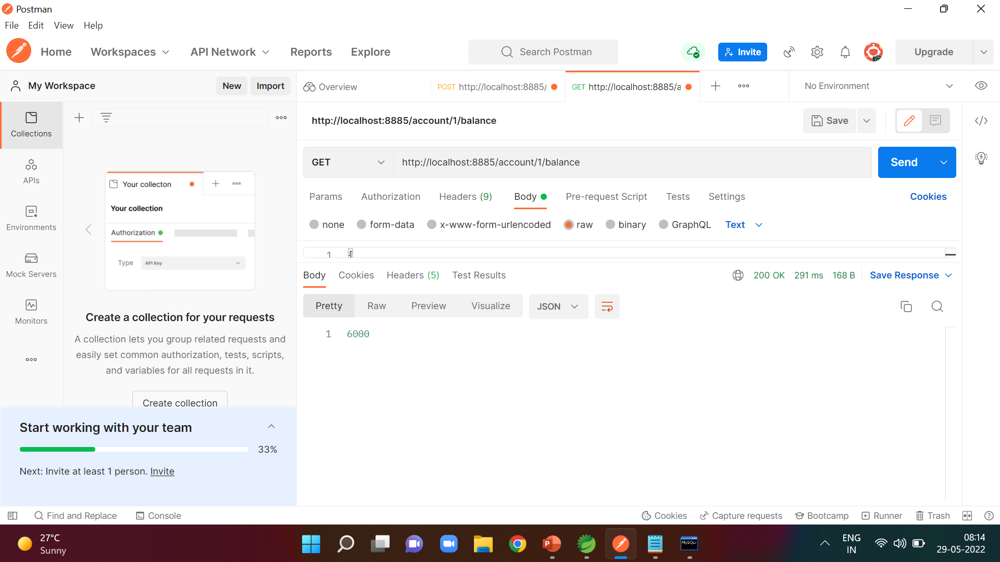 Postman
File Edit View Help
Home Workspaces API Network Reports Explore Search Postman Invite Upgrade
My Workspace New Import Overview POST http://localhost:8885/ GET http://localhost:8885/a No Environment
Collections
APIs
Environments
Mock Servers
Monitors
Your collecton
Your collection
Authorization
Type API Key
Create a collection for your requests
A collection lets you group related requests and
easily set common authorization, tests, scripts,
and variables for all requests in it.
Create collection
Start working with your team
33%
Next: Invite at least 1 person. Invite
http://localhost:8885/account/1/balance Save
GET http://localhost:8885/account/1/balance Send
Params Authorization Headers (9) Body Pre-request Script Tests Settings Cookies
none form-data x-www-form-urlencoded raw binary GraphQL Text
1 {
Body Cookies Headers (5) Test Results 200 OK 291 ms 168 B Save Response
Pretty Raw Preview Visualize JSON
1 6000
Find and Replace Console Cookies Capture requests Bootcamp Runner Trash
27°C
Sunny
P
MySQL>
ENG
IN
08:14
29-05-2022